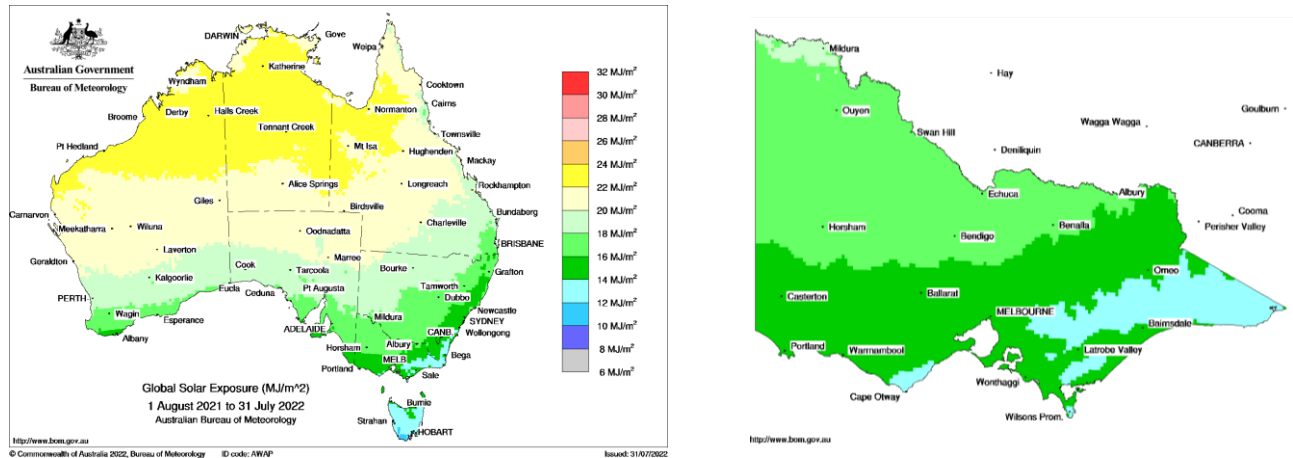 Australian Government
Bureau of Meteorology
DARWIN
Gove
Weipa
Katherine
Wyndham
Cooktown
Cairns
Derby
Halls Creek
Normanton
Broome
Tennant Creek
Townsville
Pt Hedland
Mt Isa
Hughenden
Mackay
Alice Springs
Longreach
Rockhampton
Giles
Birdsville
Bundaberg
Carnarvon
Meekatharra
Wiluna
Oodnadatta
Charleville
BRISBANE
Laverton
Marree
Geraldton
Cook
Tarcoola
Bourke
Grafton
Kalgoorlie
Tamworth
PERTH
Eucla
Ceduna
Pt Augusta
Dubbo
Wagin
Esperance
Mildura
Newcastle
SYDNEY
ADELAIDE
CANB.
Wollongong
Albany
Horsham
Albury
Bega
Portland
MELB
Sale
Burnie
Strahan
HOBART
32 MJ/m²
30 MJ/m²
28 MJ/m²
26 MJ/m²
24 MJ/m²
22 MJ/m²
20 MJ/m²
18 MJ/m²
16 MJ/m²
14 MJ/m²
12 MJ/m²
10 MJ/m²
8 MJ/m²
6 MJ/m²
Global Solar Exposure (MJ/m^2)
1 August 2021 to 31 July 2022
Australian Bureau of Meteorology
http://www.bom.gov.au
© Commonwealth of Australia 2022, Bureau of Meteorology ID code: AWAP Issued: 31/07/2022
Mildura
Hay
Ouyen
Goulburn
Wagga Wagga
Swan Hill
CANBERRA
Deniliquin
Echuca
Albury
Cooma
Perisher Valley
Horsham
Bendigo
Benalla
Omeo
Casterton
Ballarat
MELBOURNE
Bairnsdale
Portland
Warrnambool
Latrobe Valley
Wonthaggi
Cape Otway
Wilsons Prom.
http://www.bom.gov.au